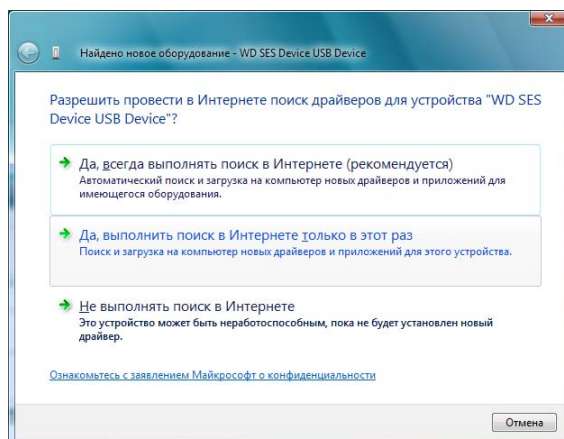 Найдено новое оборудование - WD SES Device USB Device
Разрешить провести в Интернете поиск драйверов для устройства "WD SES
Device USB Device"?
Да, всегда выполнять поиск в Интернете (рекомендуется)
Автоматический поиск и загрузка на компьютер новых драйверов и приложений для
имеющегося оборудования.
Да, выполнить поиск в Интернете только в этот раз
Поиск и загрузка на компьютер новых драйверов и приложений для этого устройства.
Не выполнять поиск в Интернете
Это устройство может быть неработоспособным, пока не будет установлен новый
драйвер.
Ознакомьтесь с заявлением Майкрософт о конфиденциальности
Отмена